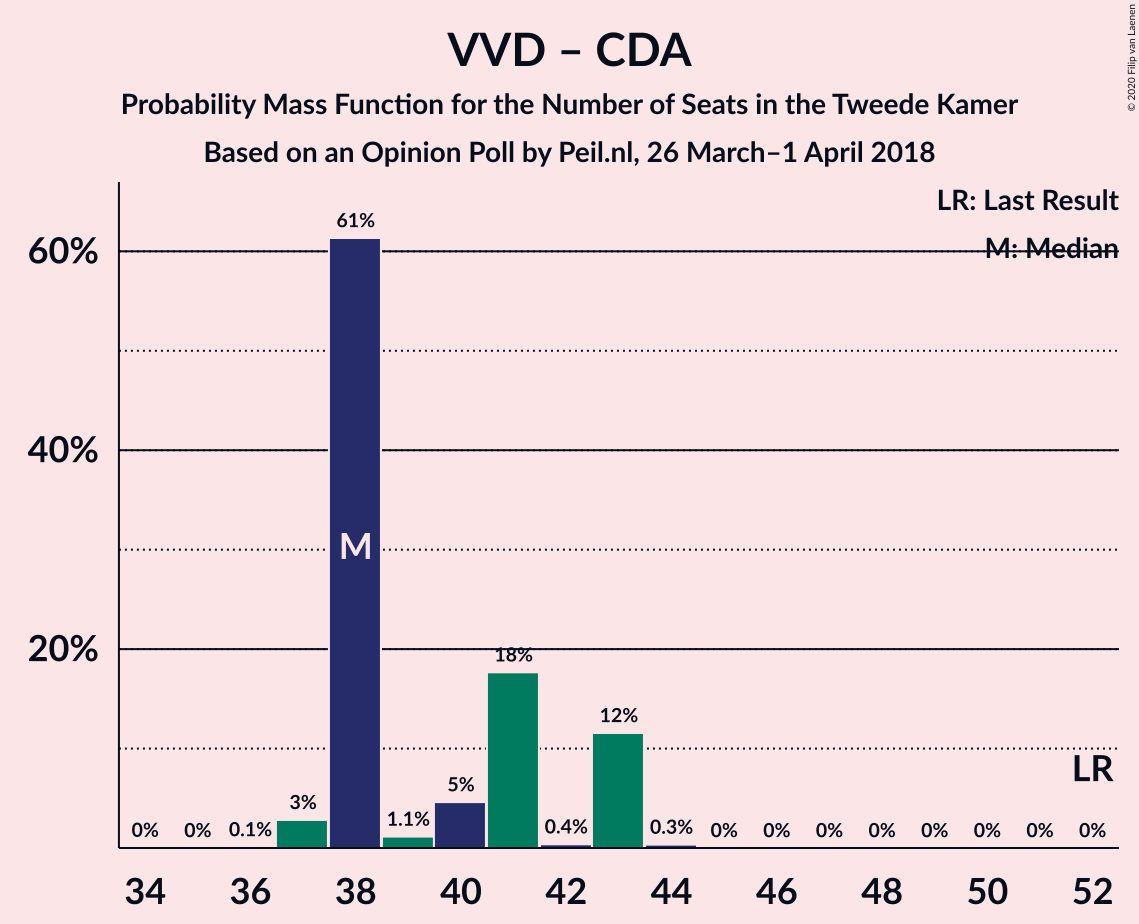 VVD – CDA
Probability Mass Function for the Number of Seats in the Tweede Kamer
Based on an Opinion Poll by Peil.nl, 26 March–1 April 2018
© 2020 Filip van Laenen
LR: Last Result
M: Median
60%
40%
20%
0% 0% 0.1% 3% 61% 1.1% 5% 18% 0.4% 12% 0.3% 0% 0% 0% 0% 0% 0% 0% 0%
M
LR
34 36 38 40 42 44 46 48 50 52